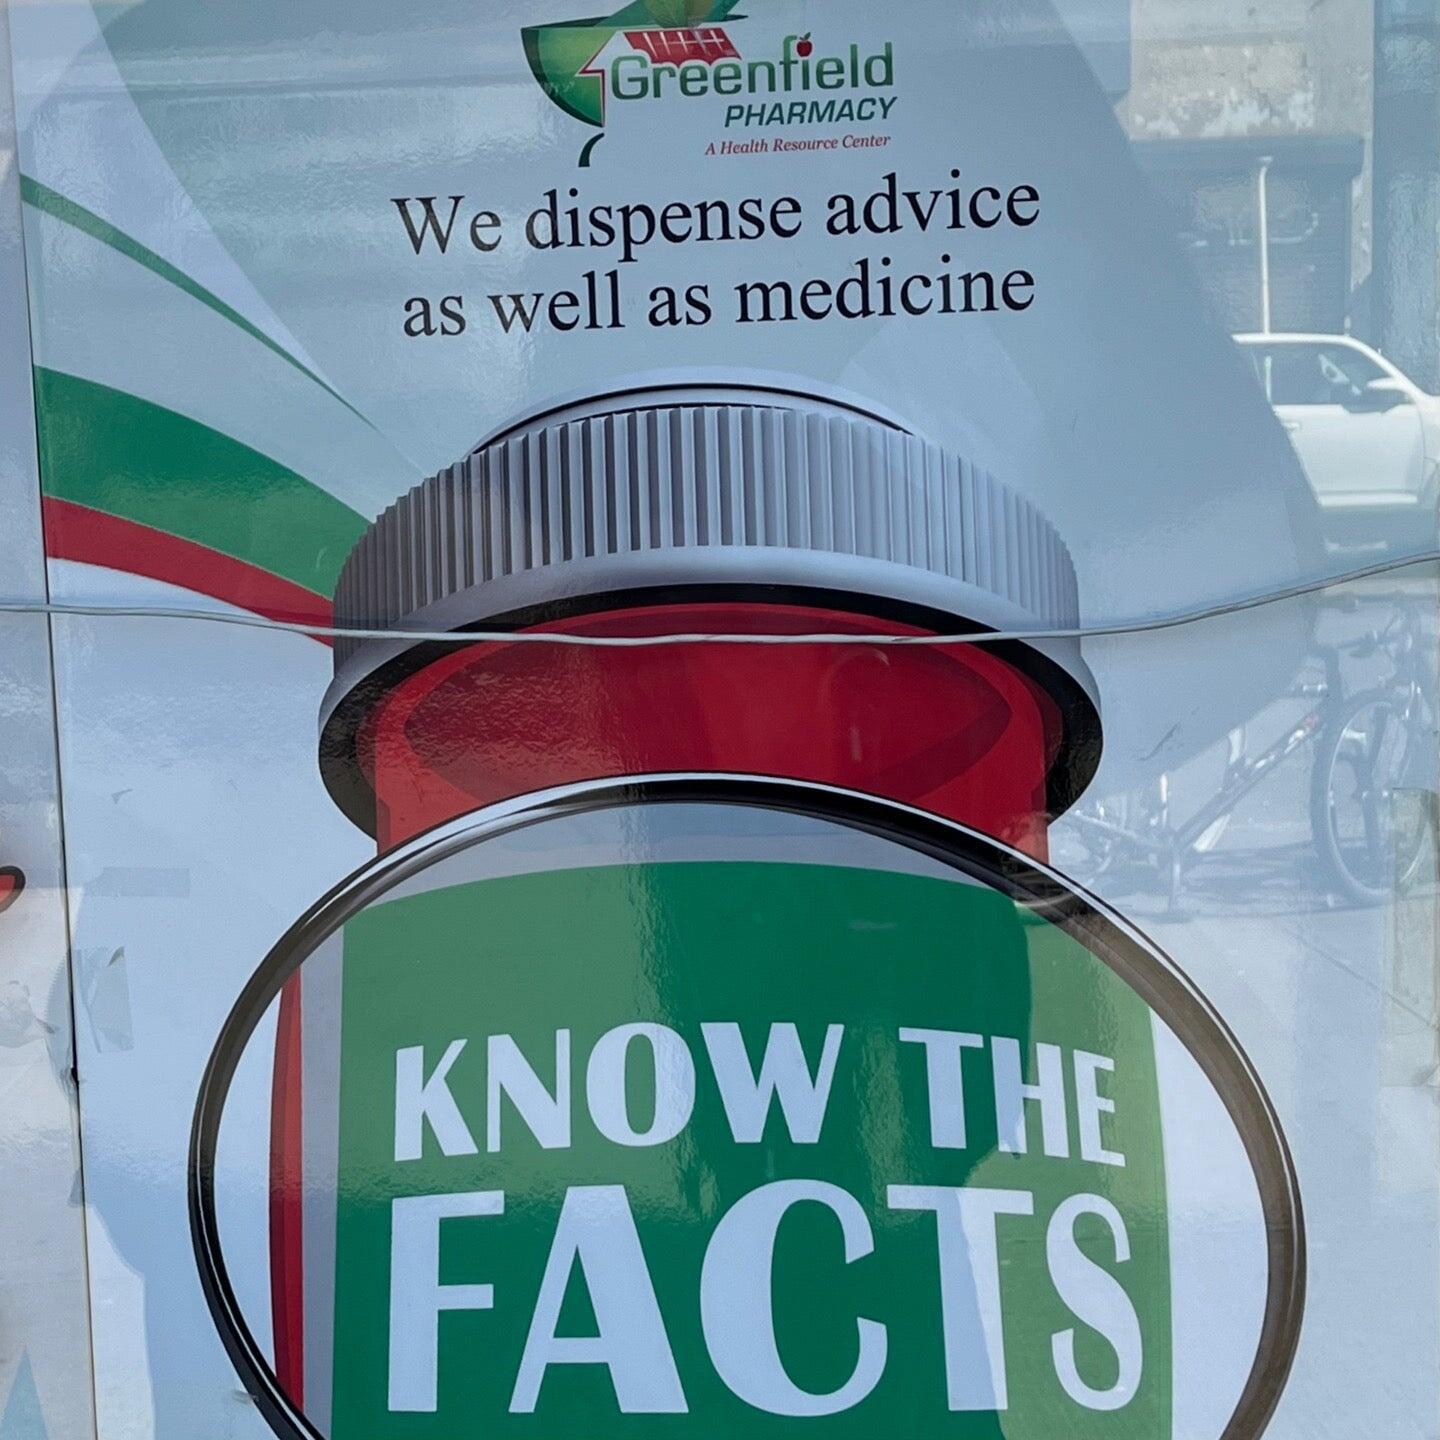 Greenfield
PHARMACY
A Health Resource Center
We dispense advice
as well as medicine
KNOW THE
FACTS